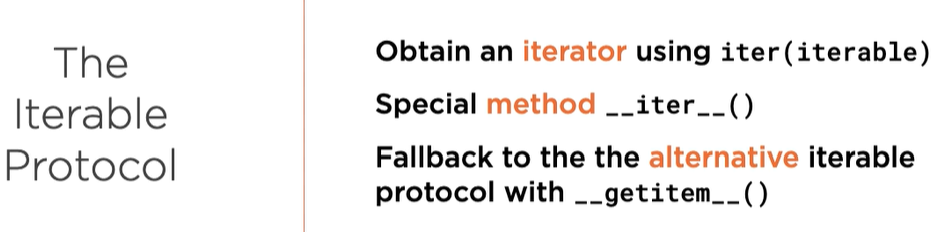 The
Iterable
Protocol
Obtain an iterator using iter(iterable)
Special method __iter__()
Fallback to the the alternative iterable
protocol with __getitem__()